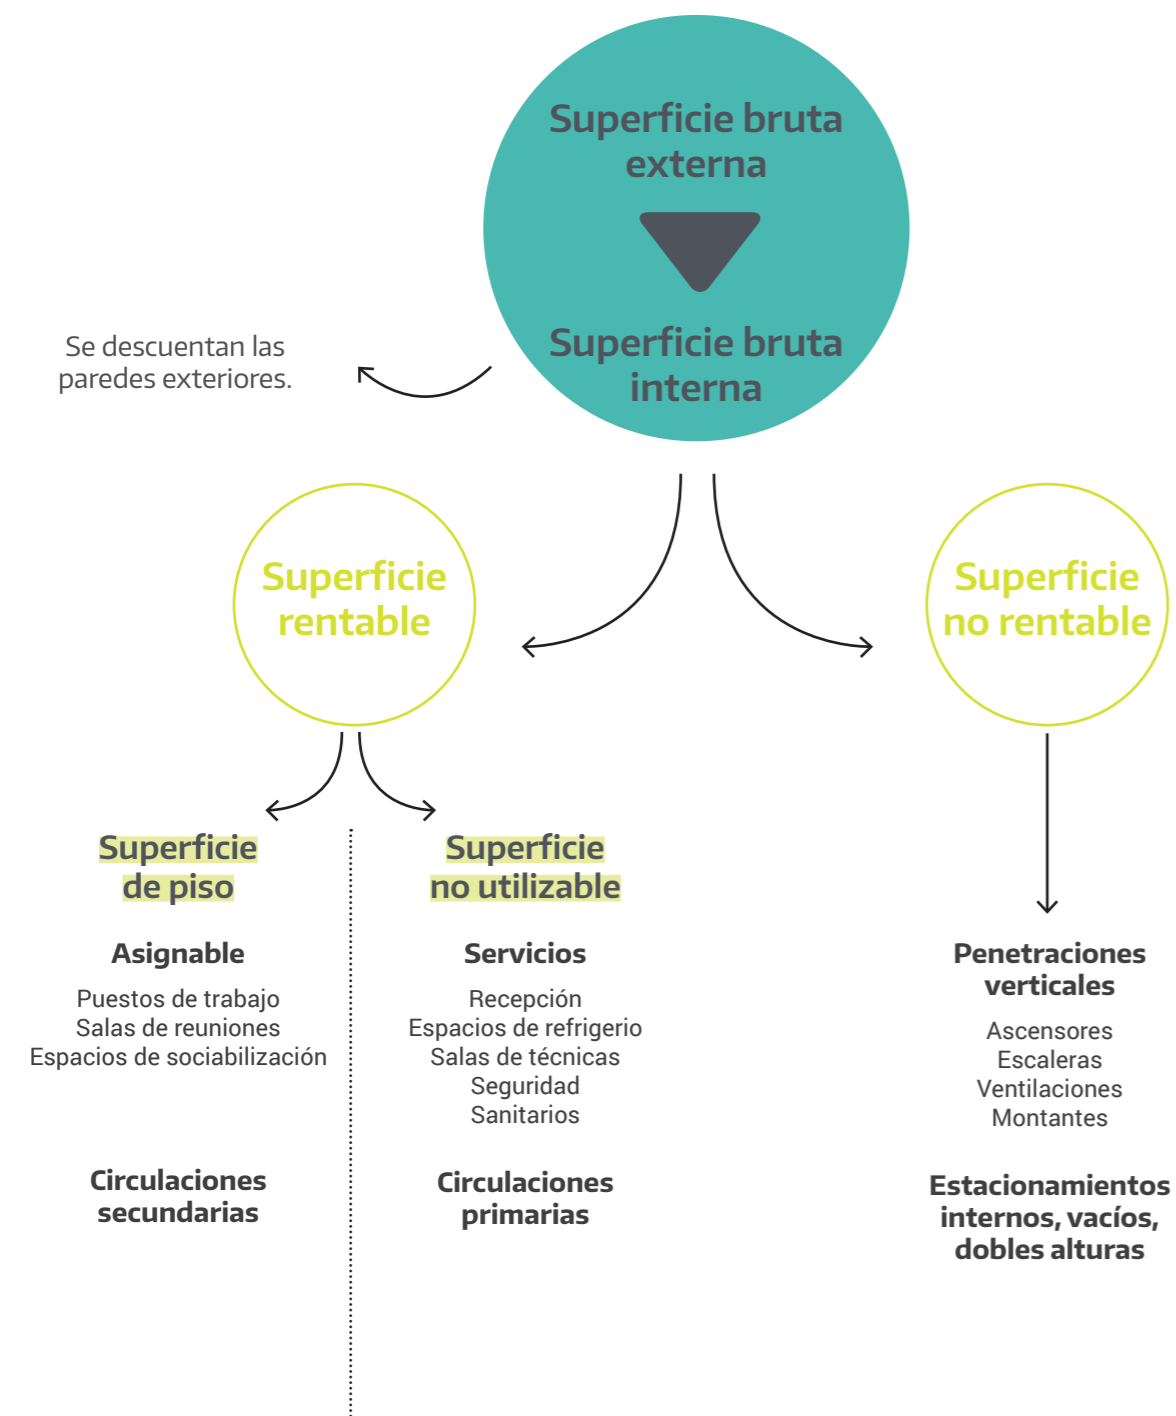 Superficie bruta
externa
Superficie bruta
interna
Se descuentan las
paredes exteriores.
Superficie
rentable
Superficie
no rentable
Superficie
de piso
Asignable
Puestos de trabajo
Salas de reuniones
Espacios de sociabilización
Circulaciones
secundarias
Superficie
no utilizable
Servicios
Recepción
Espacios de refrigerio
Salas de técnicas
Seguridad
Sanitarios
Circulaciones
primarias
Penetraciones
verticales
Ascensores
Escaleras
Ventilaciones
Montantes
Estacionamientos
internos, vacíos,
dobles alturas